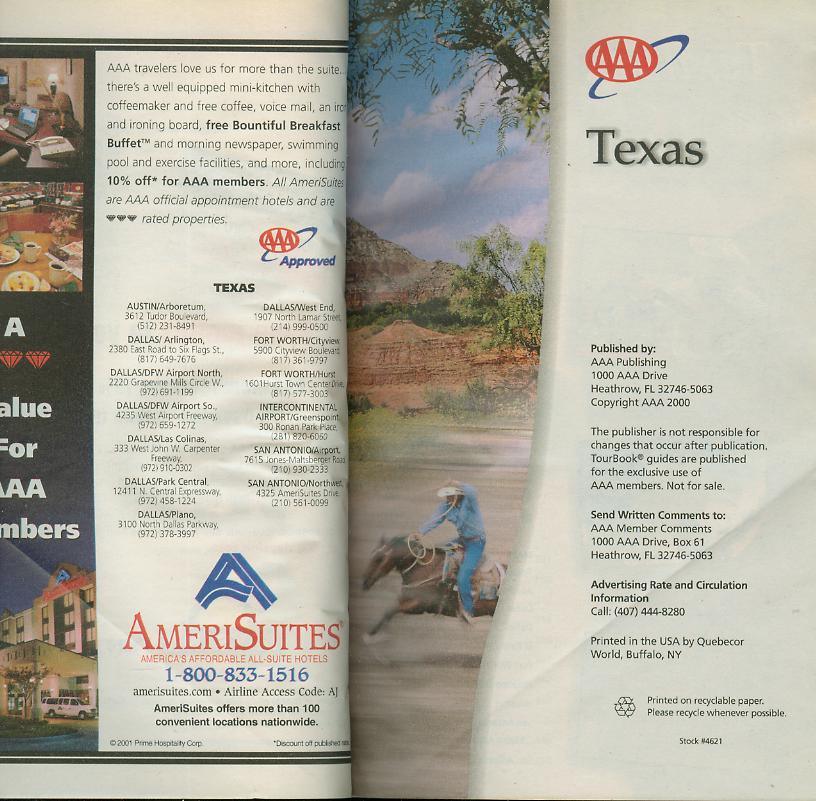 AAA travelers love us for more than the suite...
there's a well equipped mini-kitchen with
coffeemaker and free coffee, voice mail, an iron
and ironing board, free Bountiful Breakfast
Buffet™ and morning newspaper, swimming
pool and exercise facilities, and more, including
10% off* for AAA members. All AmeriSuites
are AAA official appointment hotels and are
rated properties.
AAA
Approved
A
alue
For
AAA
mbers
TEXAS
AUSTIN/Arboretum,
3612 Tudor Boulevard,
(512) 231-8491
DALLAS/ Arlington,
2380 East Road to Six Flags St.,
(817) 649-7676
DALLAS/DFW Airport North,
2220 Grapevine Mills Circle W.,
(972) 691-1199
DALLAS/DFW Airport So.,
4235 West Airport Freeway,
(972) 659-1272
DALLAS/Las Colinas,
333 West John W. Carpenter
Freeway,
(972) 910-0302
DALLAS/Park Central,
12411 N. Central Expressway,
(972) 458-1224
DALLAS/Plano,
3100 North Dallas Parkway,
(972) 378-3997
DALLAS/West End,
1907 North Lamar Street,
(214) 999-0500
FORT WORTH/Cityview,
5900 Cityview Boulevard
(817) 361-9797
FORT WORTH/Hurst
1601Hurst Town Center Drive,
(817) 577-3003
INTERCONTINENTAL
AIRPORT/Greenspoint,
300 Ronan Park Place,
(281) 820-6060
SAN ANTONIO/Airport,
7615 Jones-Maltsberger Road
(210) 930-2333
SAN ANTONIO/Northwest,
4325 AmeriSuites Drive,
(210) 561-0099
AMERISUITES®
AMERICA'S AFFORDABLE ALL-SUITE HOTELS
1-800-833-1516
amerisuites.com • Airline Access Code: AJ
AmeriSuites offers more than 100
convenient locations nationwide.
© 2001 Prime Hospitality Corp.
*Discount off published rate
AAA
Texas
Published by:
AAA Publishing
1000 AAA Drive
Heathrow, FL 32746-5063
Copyright AAA 2000
The publisher is not responsible for
changes that occur after publication.
TourBook® guides are published
for the exclusive use of
AAA members. Not for sale.
Send Written Comments to:
AAA Member Comments
1000 AAA Drive, Box 61
Heathrow, FL 32746-5063
Advertising Rate and Circulation
Information
Call: (407) 444-8280
Printed in the USA by Quebecor
World, Buffalo, NY
Printed on recyclable paper.
Please recycle whenever possible.
Stock #4621